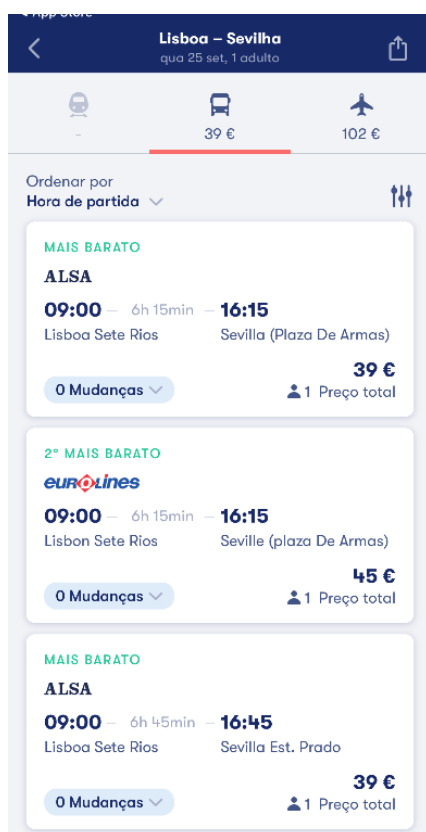 App Store
Lisboa – Sevilha
qua 25 set, 1 adulto
-
39 €
102 €
Ordenar por
Hora de partida
MAIS BARATO
ALSA
09:00 – 6h 15min – 16:15
Lisboa Sete Rios Sevilla (Plaza De Armas)
39 €
0 Mudanças 1 Preço total
2º MAIS BARATO
eurolines
09:00 – 6h 15min – 16:15
Lisbon Sete Rios Seville (plaza De Armas)
45 €
0 Mudanças 1 Preço total
MAIS BARATO
ALSA
09:00 – 6h 45min – 16:45
Lisboa Sete Rios Sevilla Est. Prado
39 €
0 Mudanças 1 Preço total